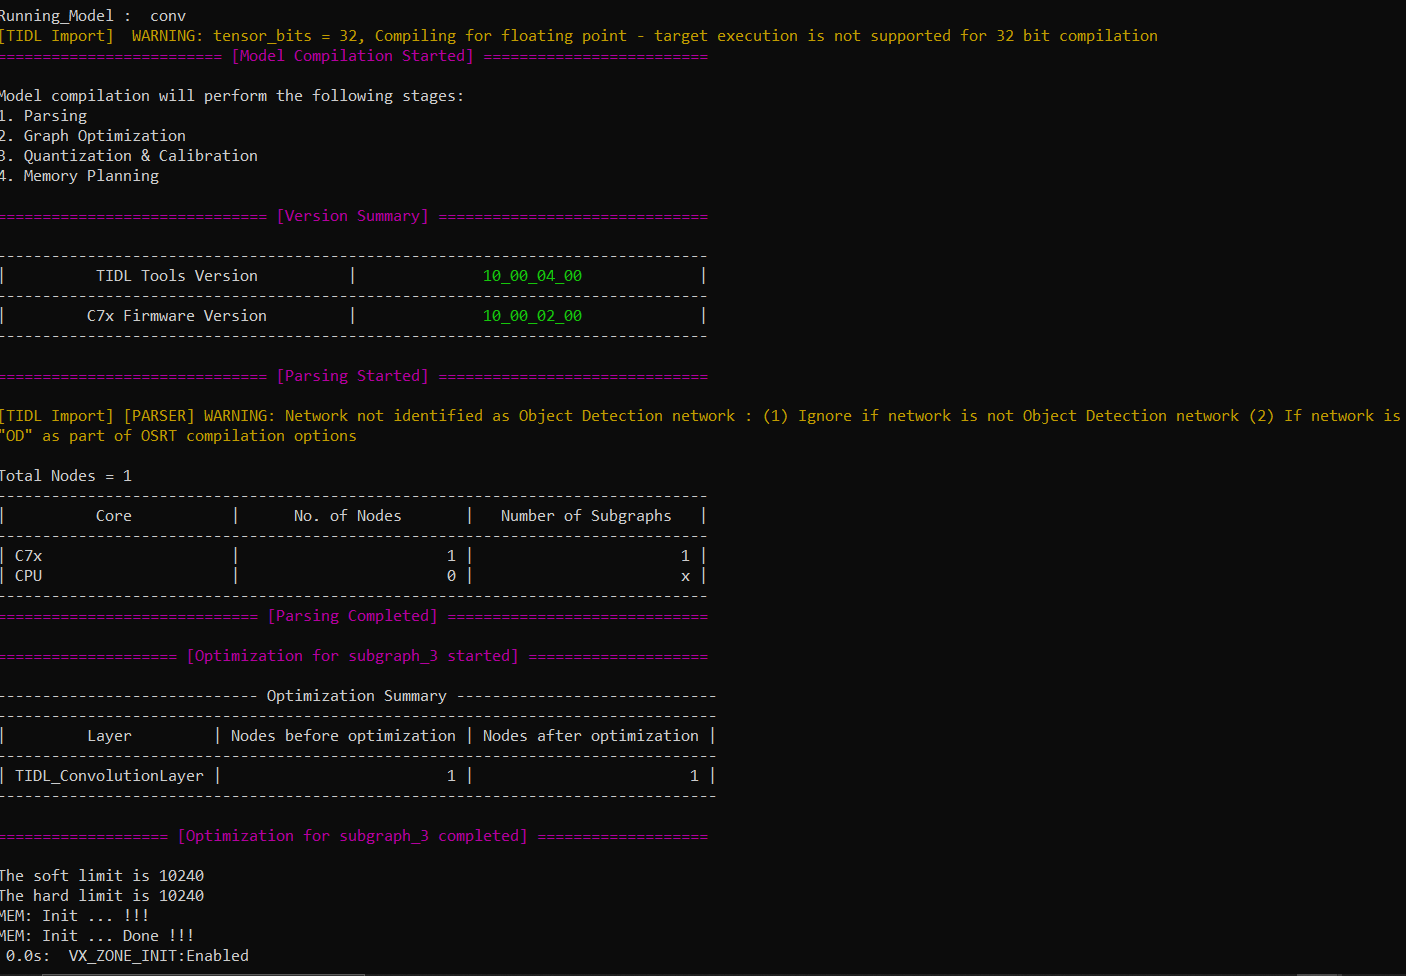 Running_Model :  conv
[TIDL Import]  WARNING: tensor_bits = 32, Compiling for floating point - target execution is not supported for 32 bit compilation
========================= [Model Compilation Started] =========================
Model compilation will perform the following stages:
1. Parsing
2. Graph Optimization
3. Quantization & Calibration
4. Memory Planning
============================== [Version Summary] ==============================
-------------------------------------------------------------------------------
|          TIDL Tools Version          |              10_00_04_00             |
-------------------------------------------------------------------------------
|         C7x Firmware Version         |              10_00_02_00             |
-------------------------------------------------------------------------------
============================== [Parsing Started] ==============================
[TIDL Import] [PARSER] WARNING: Network not identified as Object Detection network : (1) Ignore if network is not Object Detection network (2) If network is
"OD" as part of OSRT compilation options
Total Nodes = 1
-------------------------------------------------------------------------------
|          Core           |      No. of Nodes       |   Number of Subgraphs   |
-------------------------------------------------------------------------------
| C7x                     |                       1 |                       1 |
| CPU                     |                       0 |                       x |
-------------------------------------------------------------------------------
============================= [Parsing Completed] =============================
==================== [Optimization for subgraph_3 started] ====================
----------------------------- Optimization Summary -----------------------------
--------------------------------------------------------------------------------
|         Layer         | Nodes before optimization | Nodes after optimization |
--------------------------------------------------------------------------------
| TIDL_ConvolutionLayer |                         1 |                        1 |
--------------------------------------------------------------------------------
=================== [Optimization for subgraph_3 completed] ===================
The soft limit is 10240
The hard limit is 10240
MEM: Init ... !!!
MEM: Init ... Done !!!
 0.0s:  VX_ZONE_INIT:Enabled